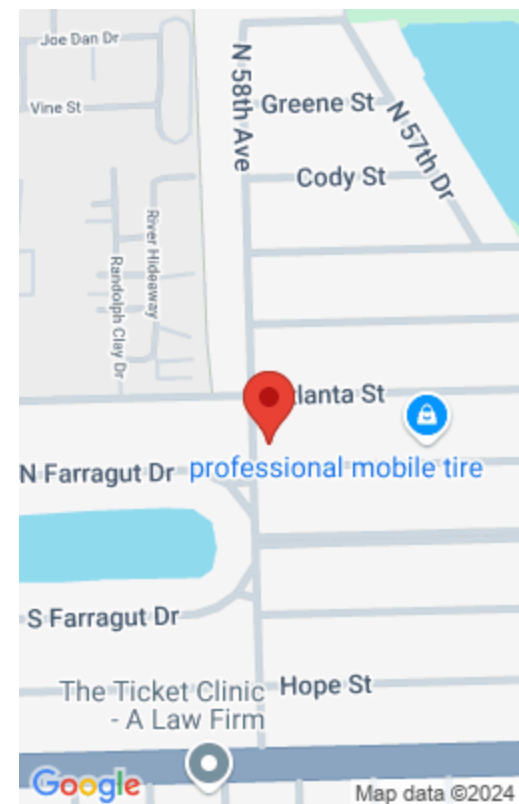 Joe Dan Dr
N 58th Ave
Greene St
Vine St
N 57th Dr
Cody St
River Hideaway
Randolph Clay Dr
tlanta St
N Farragut Dr
professional mobile tire
S Farragut Dr
The Ticket Clinic
- A Law Firm
Hope St
Google
Map data ©2024